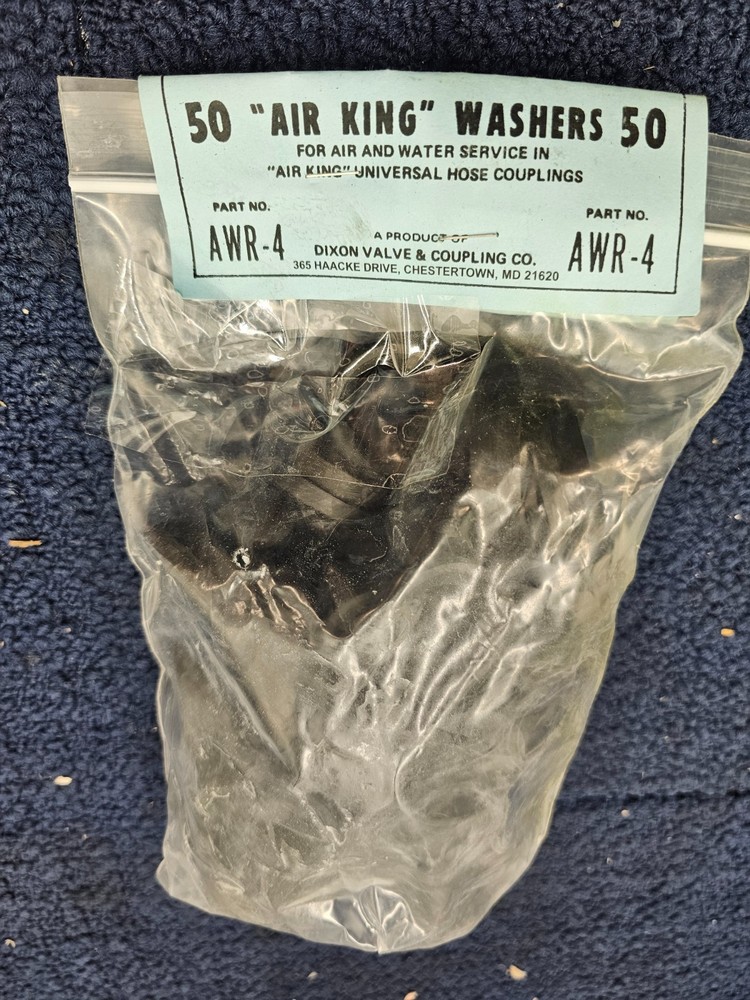 50 "AIR KING" WASHERS 50
FOR AIR AND WATER SERVICE IN
"AIR KING" UNIVERSAL HOSE COUPLINGS
PART NO.
AWR-4
A PRODUCT OF
DIXON VALVE & COUPLING CO.
365 HAACKE DRIVE, CHESTERTOWN, MD 21620
PART NO.
AWR-4